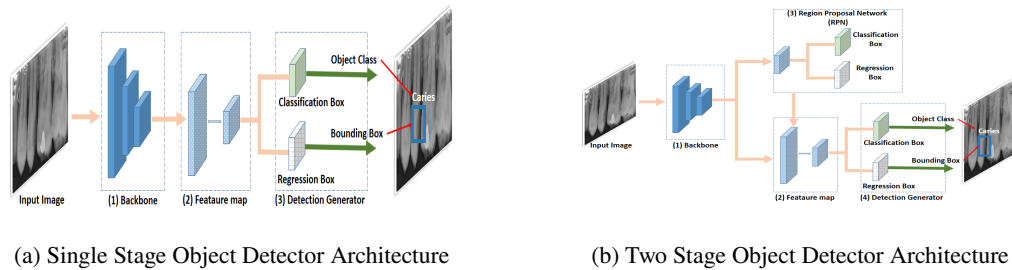 Object Class
Caries
Classification Box
Bounding Box
Regression Box
Input Image
(1) Backbone
(2) Feataure map
(3) Detection Generator
(a) Single Stage Object Detector Architecture
(3) Region Proposal Network
(RPN)
Classification
Box
Regression
Box
Input Image
(1) Backbone
Object Class
Caries
Classification Box
Bounding Box
Regression Box
(2) Feataure map
(4) Detection Generator
(b) Two Stage Object Detector Architecture